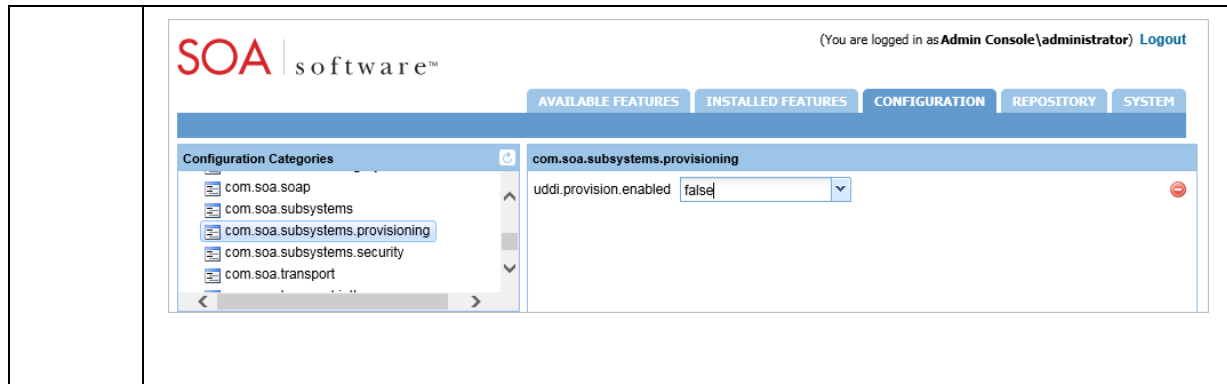 (You are logged in as Admin Console\administrator) Logout
SOA software™
AVAILABLE FEATURES INSTALLED FEATURES CONFIGURATION REPOSITORY SYSTEM
Configuration Categories
com.soa.soap
com.soa.subsystems
com.soa.subsystems.provisioning
com.soa.subsystems.security
com.soa.transport
com.soa.subsystems.provisioning
uddi.provision.enabled false